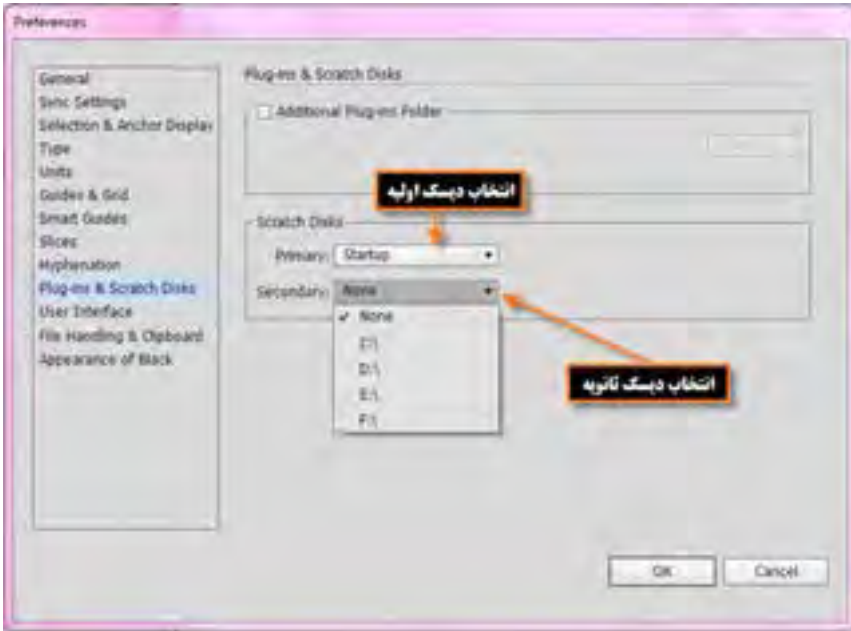 Preferences
General
Sync Settings
Selection & Anchor Display
Type
Units
Guides & Grid
Smart Guides
Slices
Hyphenation
Plug-ins & Scratch Disks
User Interface
File Handling & Clipboard
Appearance of Black
Plug-ins & Scratch Disks
Additional Plug-ins Folder
انتخاب دیسک اولیه
Scratch Disks
Primary: Startup
Secondary: None
None
C:\
D:\
E:\
F:\
انتخاب دیسک ثانویه
OK
Cancel